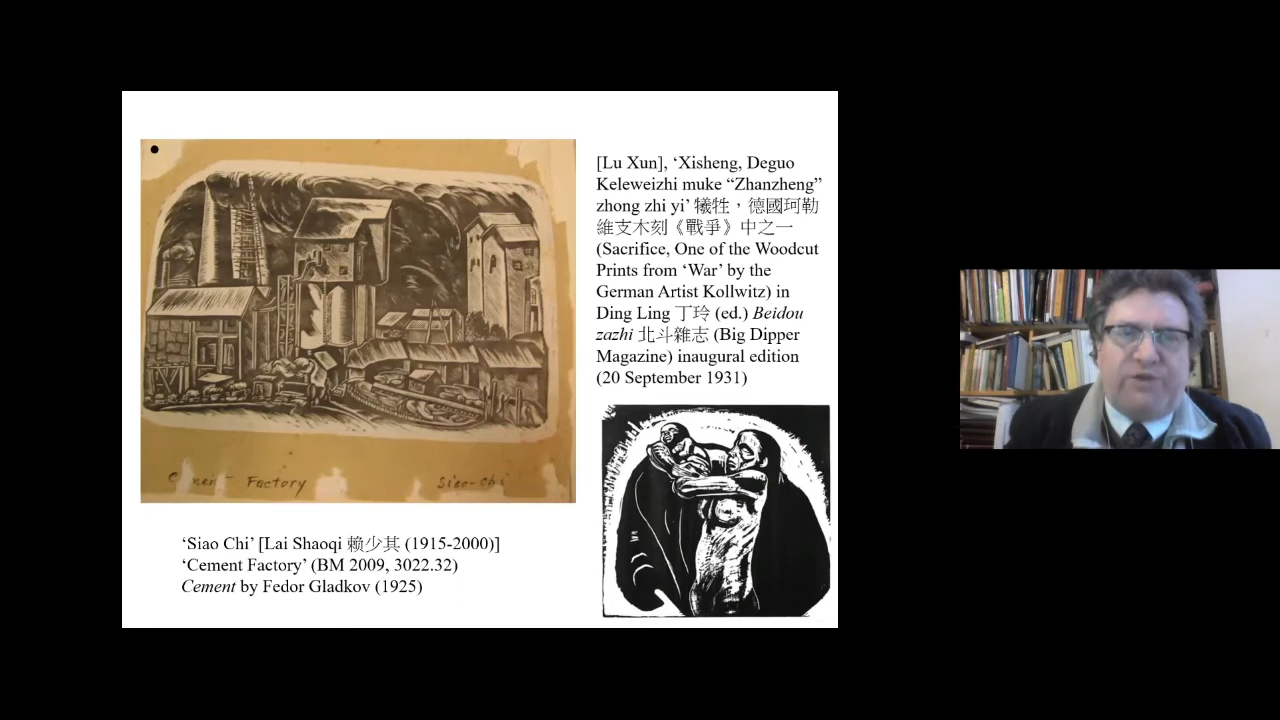 [Lu Xun], ‘Xisheng, Deguo
Keleweizhi muke “Zhanzheng”
zhong zhi yi’ 犧牲，德國珂勒
維支木刻《戰爭》中之一
(Sacrifice, One of the Woodcut
Prints from ‘War’ by the
German Artist Kollwitz) in
Ding Ling 丁玲 (ed.) Beidou
zazhi 北斗雜志 (Big Dipper
Magazine) inaugural edition
(20 September 1931)
Factory
Siao-Chi
‘Siao Chi’ [Lai Shaoqi 赖少其 (1915-2000)]
‘Cement Factory’ (BM 2009, 3022.32)
Cement by Fedor Gladkov (1925)